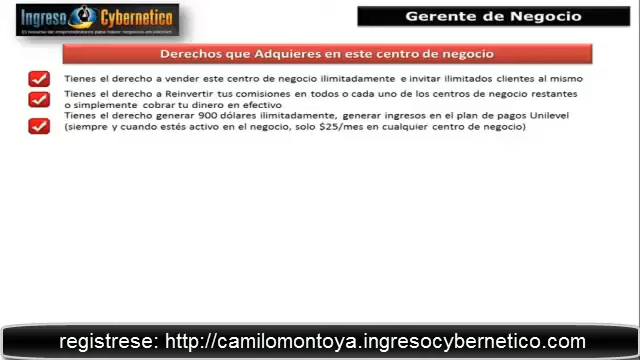 Ingreso Cybernetico
Gerente de Negocio
Derechos que Adquieres en este centro de negocio
Tienes el derecho a vender este centro de negocio ilimitadamente e invitar ilimitados clientes al mismo
Tienes el derecho a Reinvertir tus comisiones en todos o cada uno de los centros de negocio restantes
o simplemente cobrar tu dinero en efectivo
Tienes el derecho generar 900 dólares ilimitadamente, generar ingresos en el plan de pagos Unilevel
(siempre y cuando estés activo en el negocio, solo $25/mes en cualquier centro de negocio)
registrese: http://camilomontoya.ingresocybernetico.com